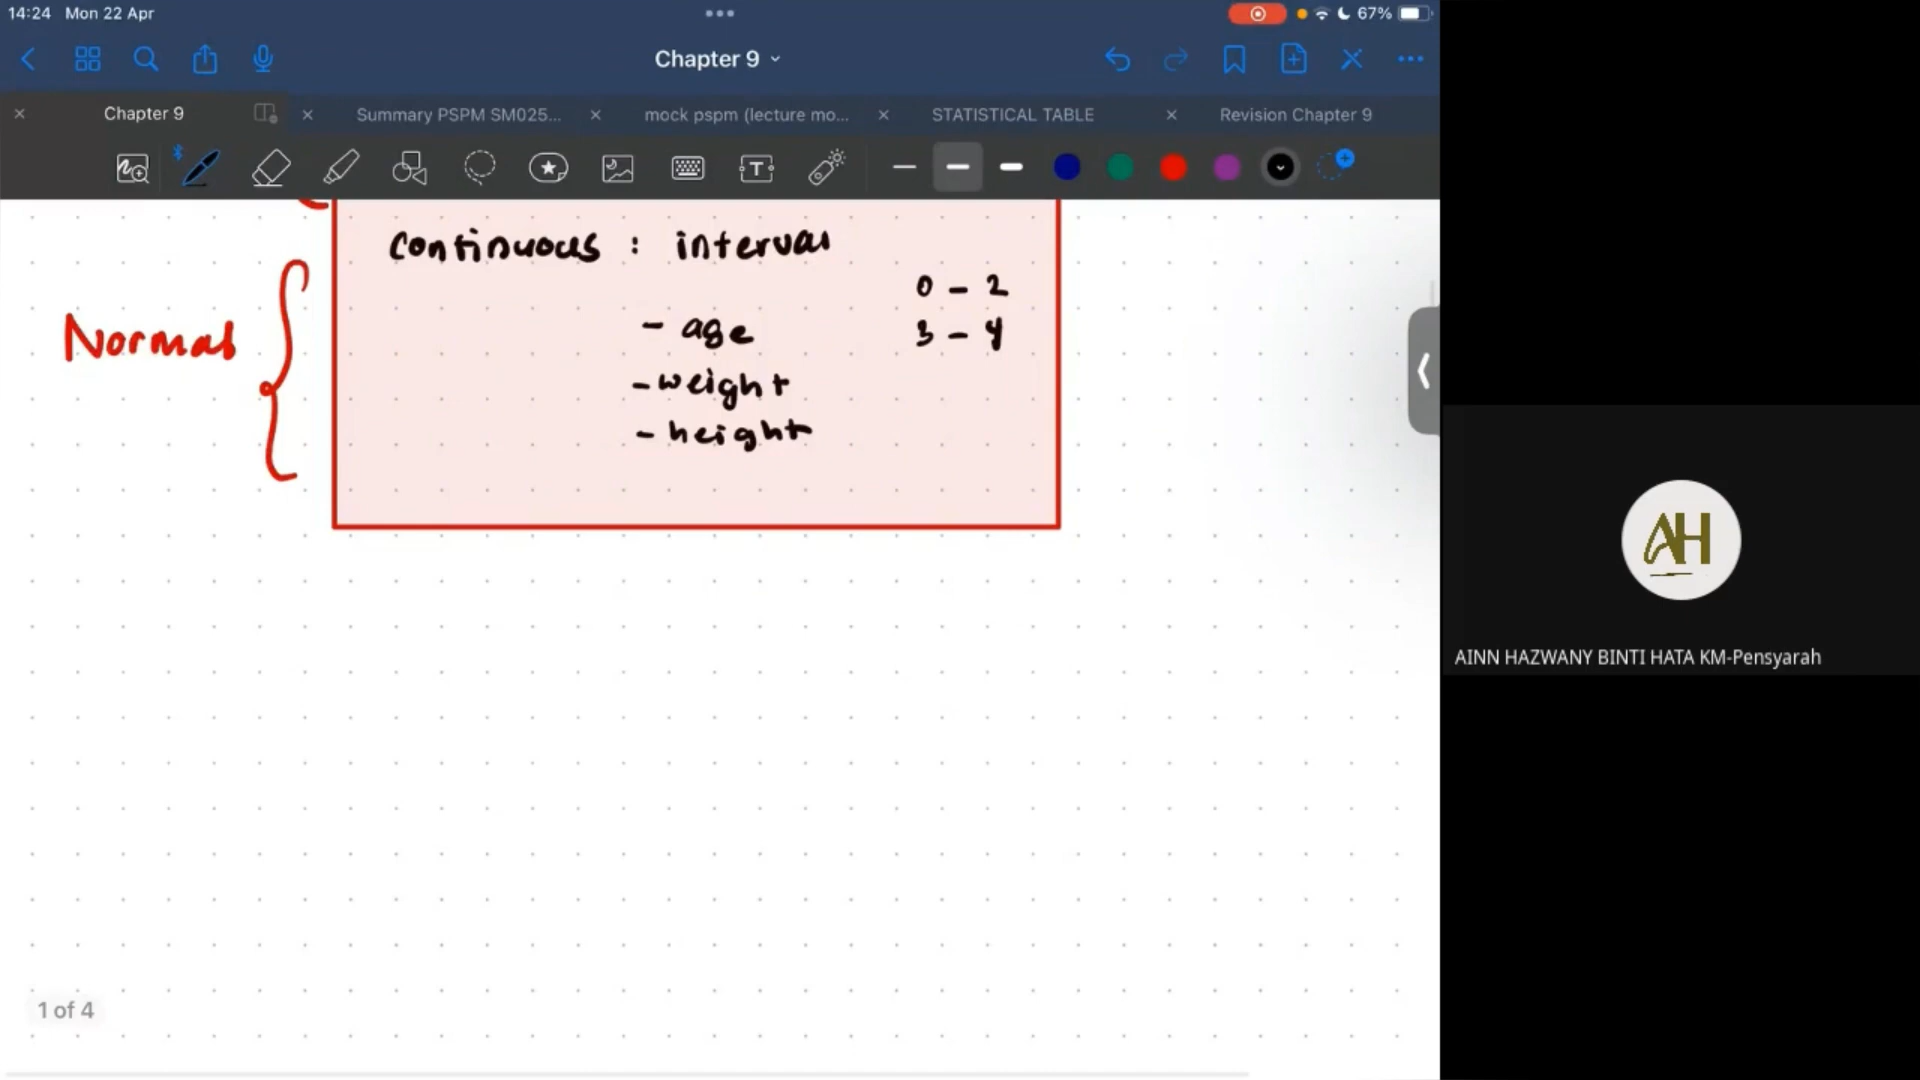 14:24 Mon 22 Apr
67%
Chapter 9
Chapter 9
Summary PSPM SM025...
mock pspm (lecture mo...
STATISTICAL TABLE
Revision Chapter 9
T
continuous : interval
0 - 2
Normal
- age
3 - 4
- weight
- height
AH
AINN HAZWANY BINTI HATA KM-Pensyarah
1 of 4